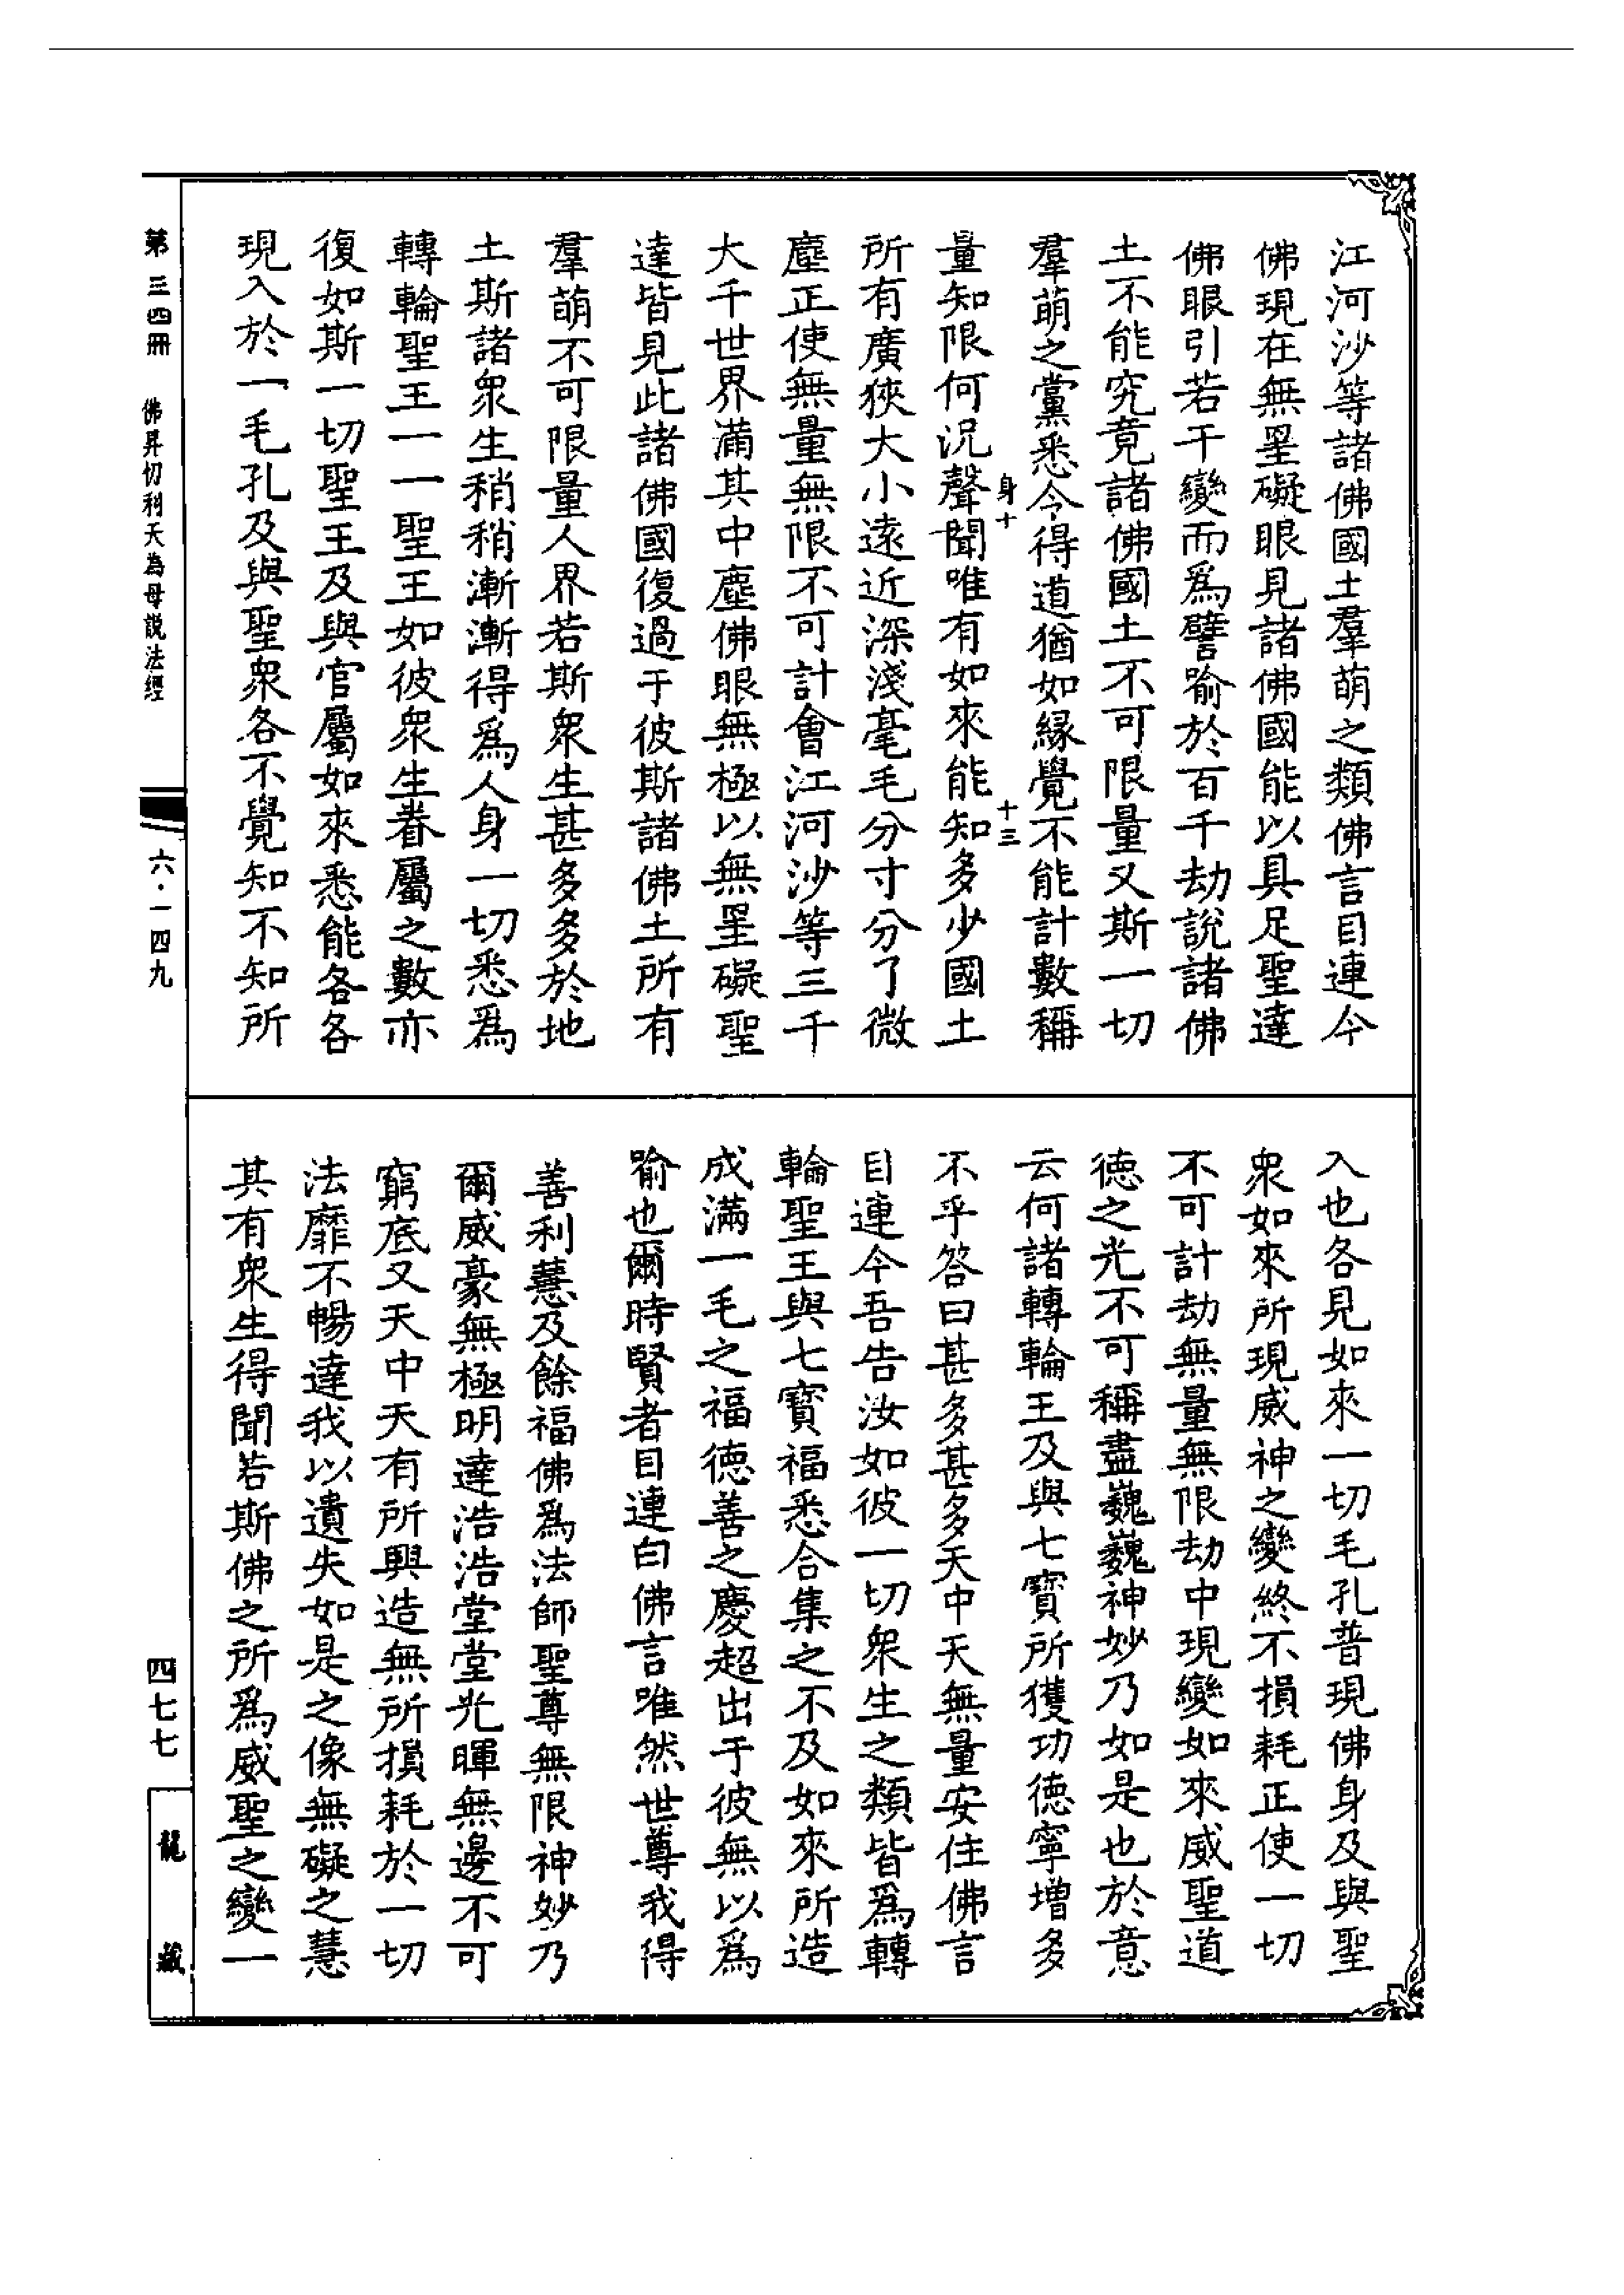 江河沙等諸佛國土羣萌之類佛言目連今
佛現在無罣礙眼見諸佛國能以具足聖達
佛眼引若干變而爲譬喻於百千劫說諸佛
土不能究竟諸佛國土不可限量又斯一切
羣萌之黨悉令得道猶如緣覺不能計數稱
身十　十三
量知限何況聲聞唯有如來能知多少國土
所有廣狹大小遠近深淺毫毛分寸分了微
塵正使無量無限不可計會江河沙等三千
大千世界滿其中塵佛眼無極以無罣礙聖
達皆見此諸佛國復過于彼斯諸佛土所有
羣萌不可限量人界若斯衆生甚多多於地
土斯諸衆生稍稍漸漸得爲人身一切悉爲
轉輪聖王一一聖王如彼衆生眷屬之數亦
復如斯一切聖王及與官屬如來悉能各各
現入於一毛孔及與聖衆各不覺知不知所
入也各見如來一切毛孔普現佛身及與聖
衆如來所現威神之變終不損耗正使一切
不可計劫無量無限劫中現變如來威聖道
德之光不可稱盡巍巍神妙乃如是也於意
云何諸轉輪王及與七寶所獲功德寧增多
不乎答曰甚多甚多天中天無量安住佛言
目連今吾告汝如彼一切衆生之類皆爲轉
輪聖王與七寶福悉合集之不及如來所造
成滿一毛之福德善之慶超出于彼無以爲
喻也爾時賢者目連白佛言唯然世尊我得
善利慧及餘福佛爲法師聖尊無限神妙乃
爾威豪無極明達浩浩堂堂光暉無邊不可
窮底又天中天有所興造無所損耗於一切
法靡不暢達我以遺失如是之像無礙之慧
其有衆生得聞若斯佛之所爲威聖之變一
第三四冊　佛昇忉利天為母説法經
六・一四九
四七七
龍藏